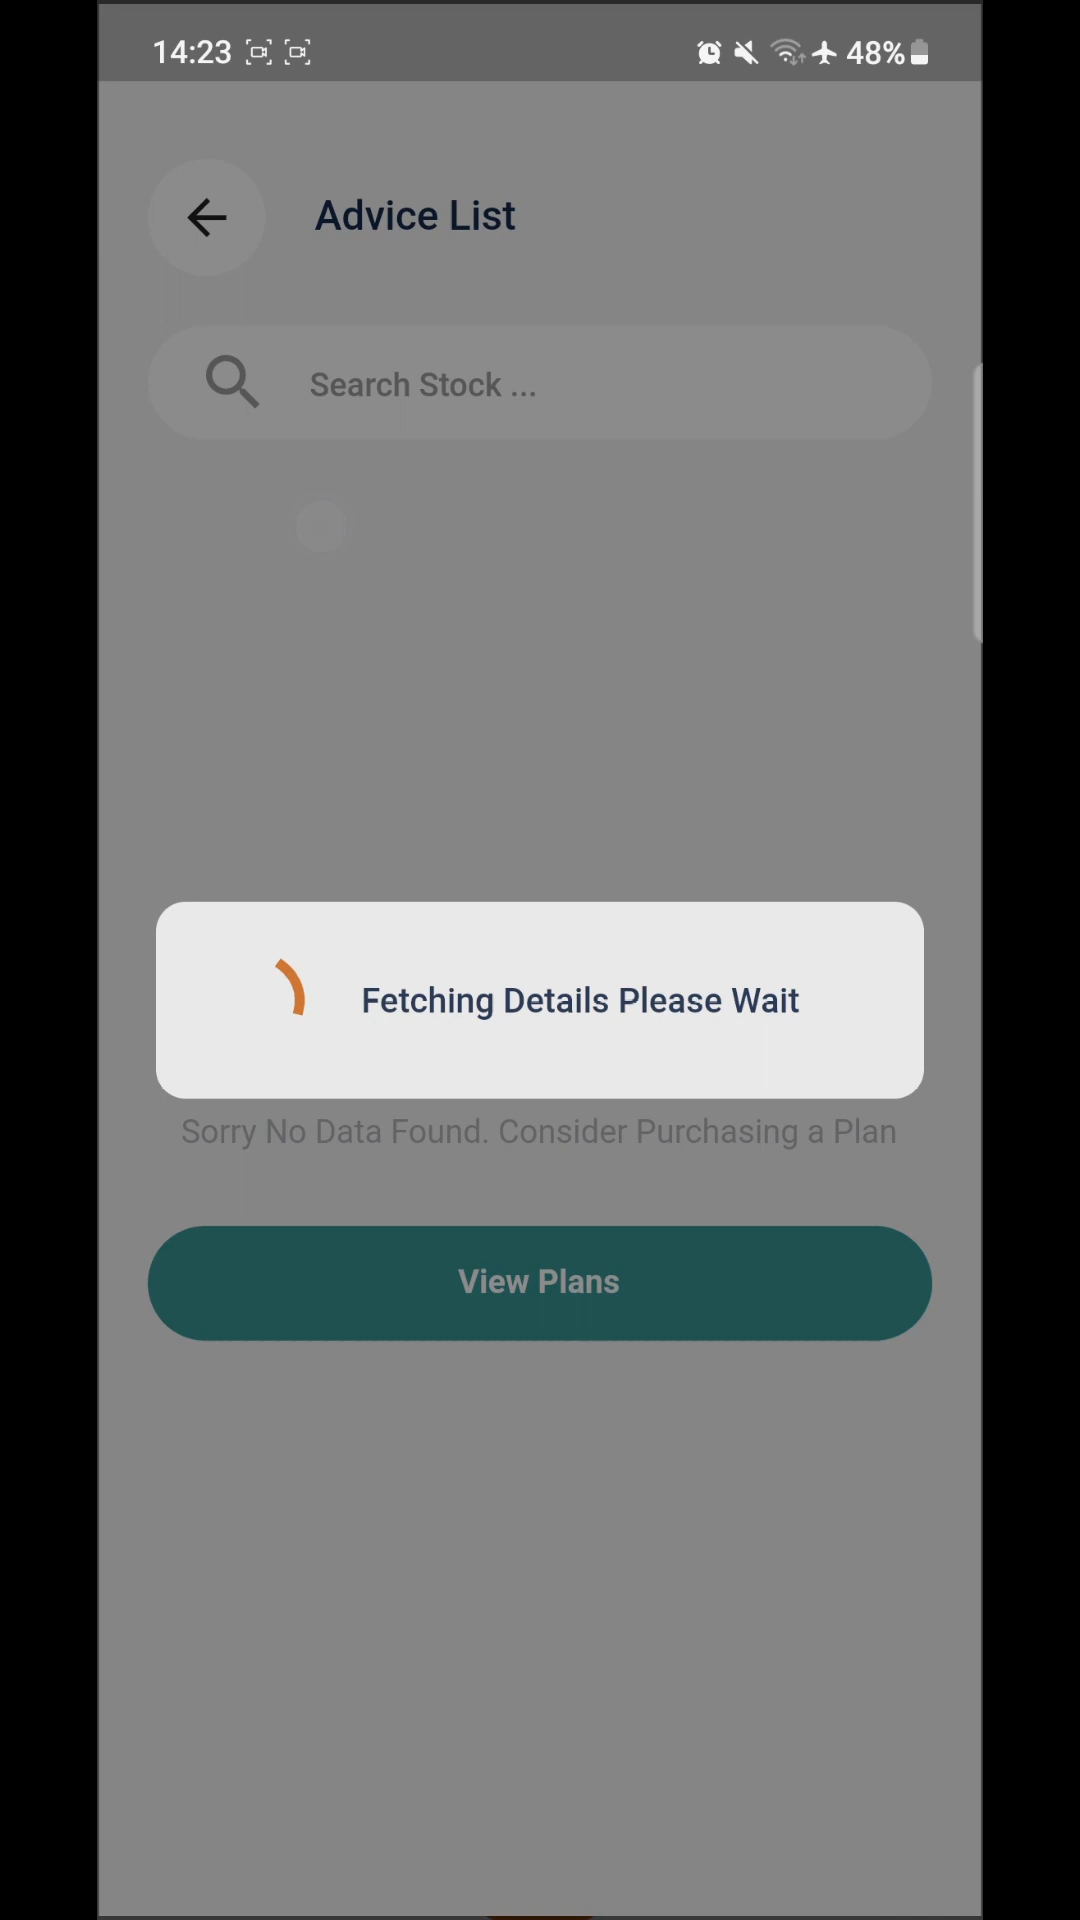 14:23
48%
Advice List
Search Stock ...
Fetching Details Please Wait
Sorry No Data Found. Consider Purchasing a Plan
View Plans